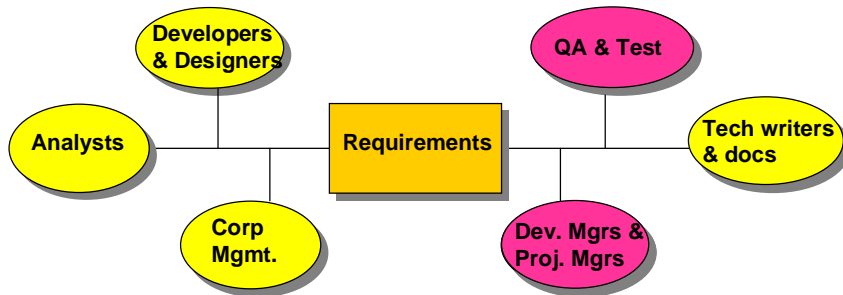 Developers
& Designers
QA & Test
Analysts
Requirements
Tech writers
& docs
Corp
Mgmt.
Dev. Mgrs &
Proj. Mgrs